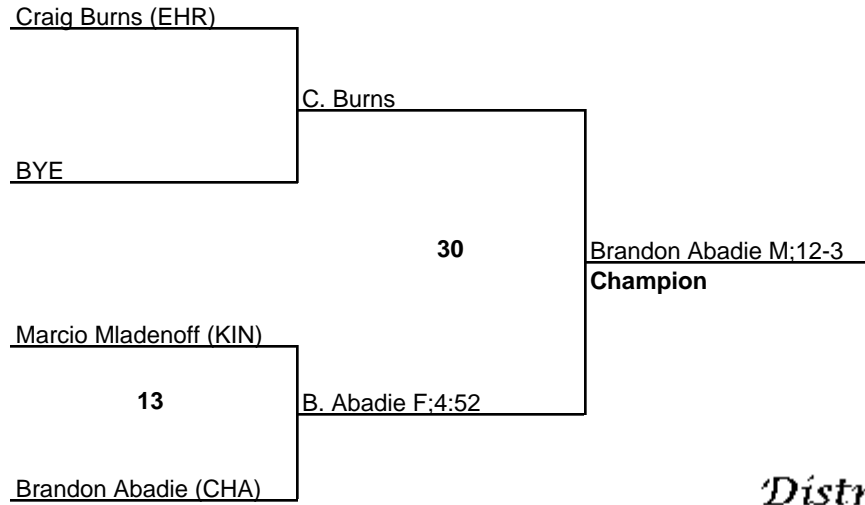 Craig Burns (EHR)
C. Burns
BYE
30
Brandon Abadie M;12-3
Champion
Marcio Mladenoff (KIN)
13
B. Abadie F;4:52
Brandon Abadie (CHA)